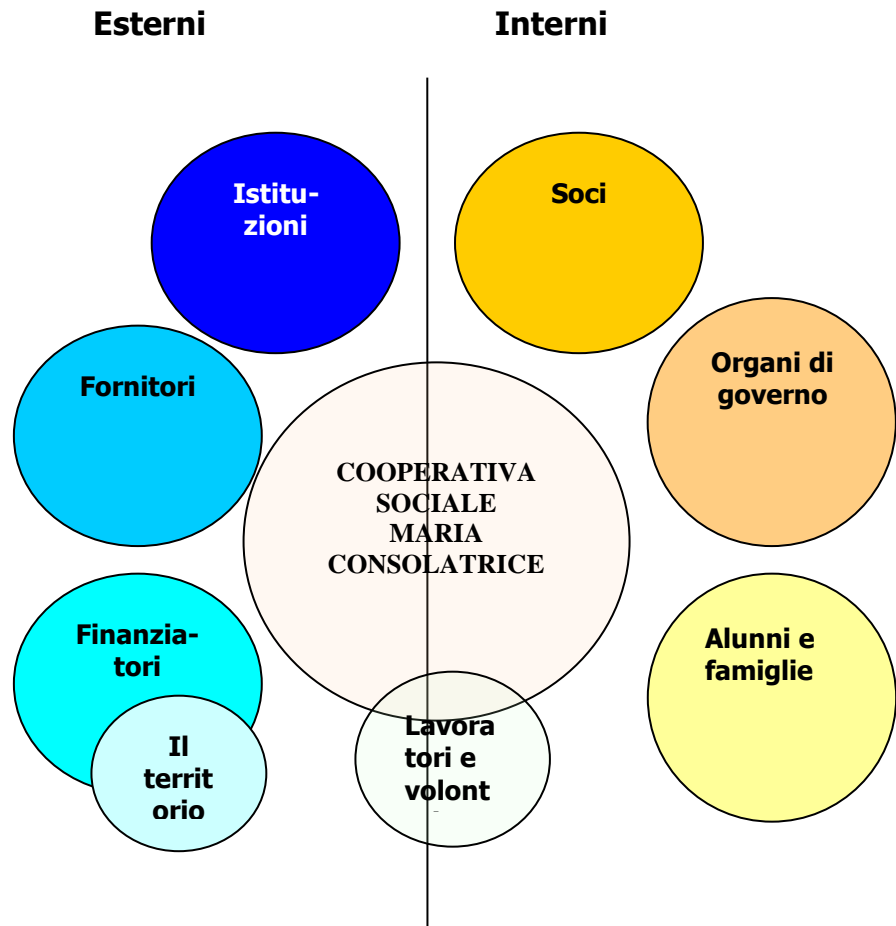 Esterni
Interni
Istitu-
zioni
Soci
Fornitori
Organi di
governo
COOPERATIVA
SOCIALE
MARIA
CONSOLATRICE
Finanzia-
tori
Alunni e
famiglie
Il
territ
orio
Lavora
tori e
volont